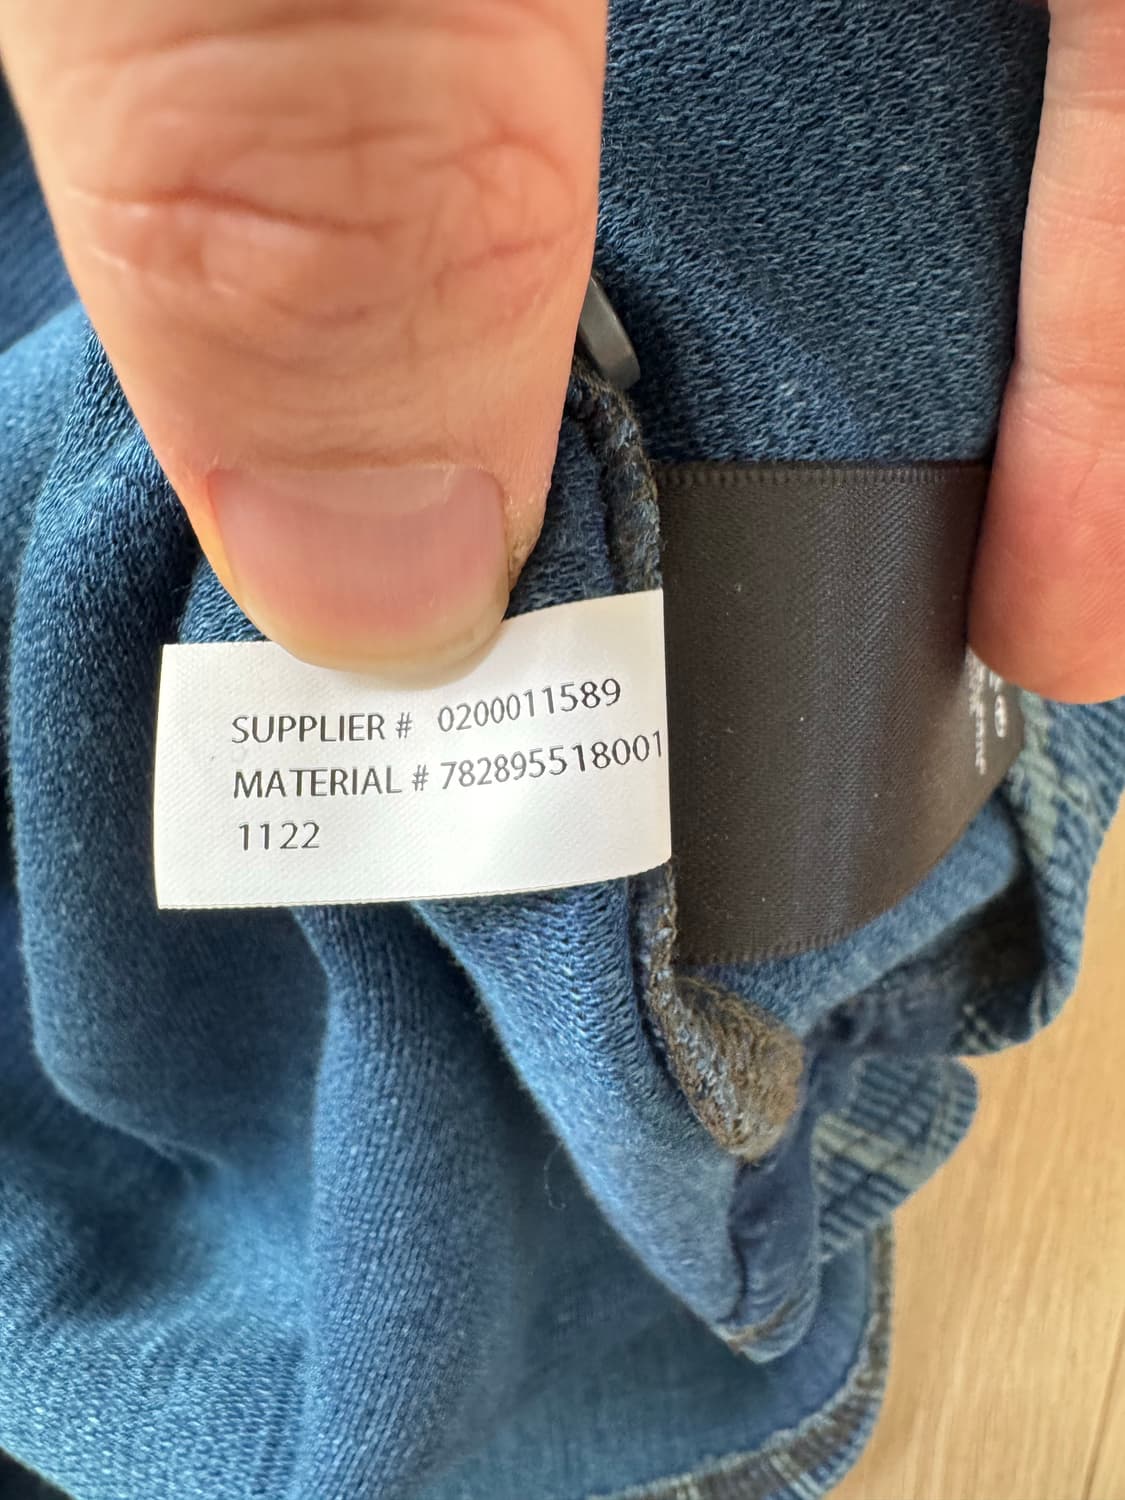 SUPPLIER # 0200011589
MATERIAL # 782895518001
1122